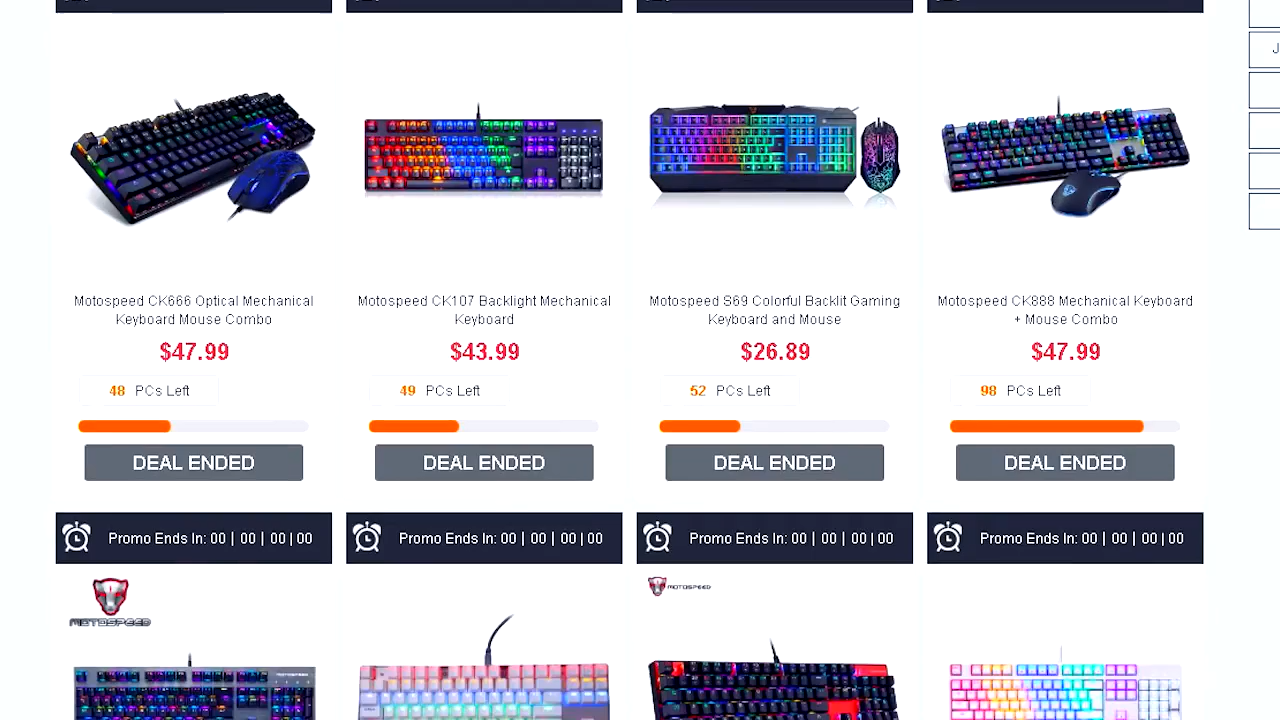 Motospeed CK666 Optical Mechanical
Keyboard Mouse Combo
$47.99
48 PCs Left
DEAL ENDED
Motospeed CK107 Backlight Mechanical
Keyboard
$43.99
49 PCs Left
DEAL ENDED
Motospeed S69 Colorful Backlit Gaming
Keyboard and Mouse
$26.89
52 PCs Left
DEAL ENDED
Motospeed CK888 Mechanical Keyboard
+ Mouse Combo
$47.99
98 PCs Left
DEAL ENDED
Promo Ends In: 00 | 00 | 00 | 00
Promo Ends In: 00 | 00 | 00 | 00
Promo Ends In: 00 | 00 | 00 | 00
Promo Ends In: 00 | 00 | 00 | 00
MOTOSPEED
MOTOSPEED
MOTOSPEED
J